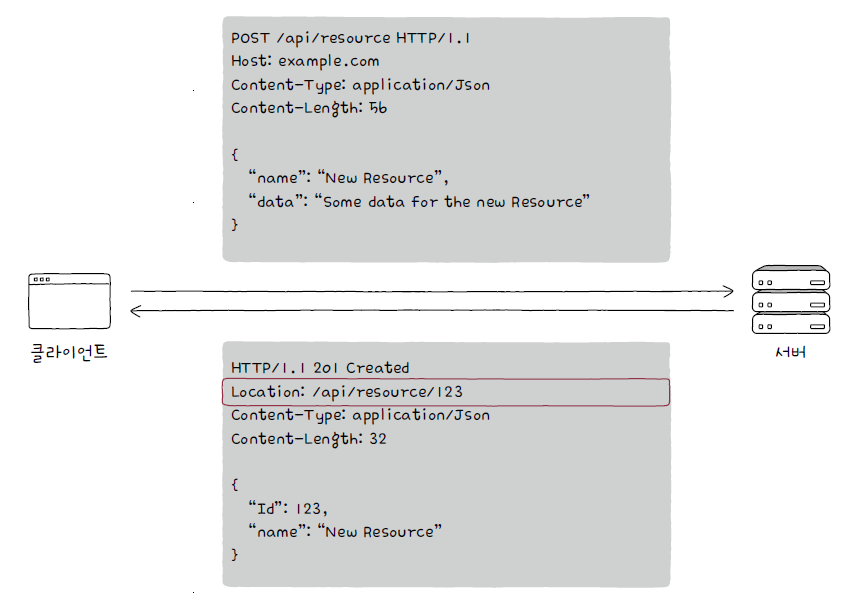 POST /api/resource HTTP/1.1
Host: example.com
Content-Type: application/Json
Content-Length: 56
{
“name”: “New Resource”,
“data”: “Some data for the new Resource”
}
클라이언트
서버
HTTP/1.1 201 Created
Location: /api/resource/123
Content-Type: application/Json
Content-Length: 32
{
“Id”: 123,
“name”: “New Resource”
}